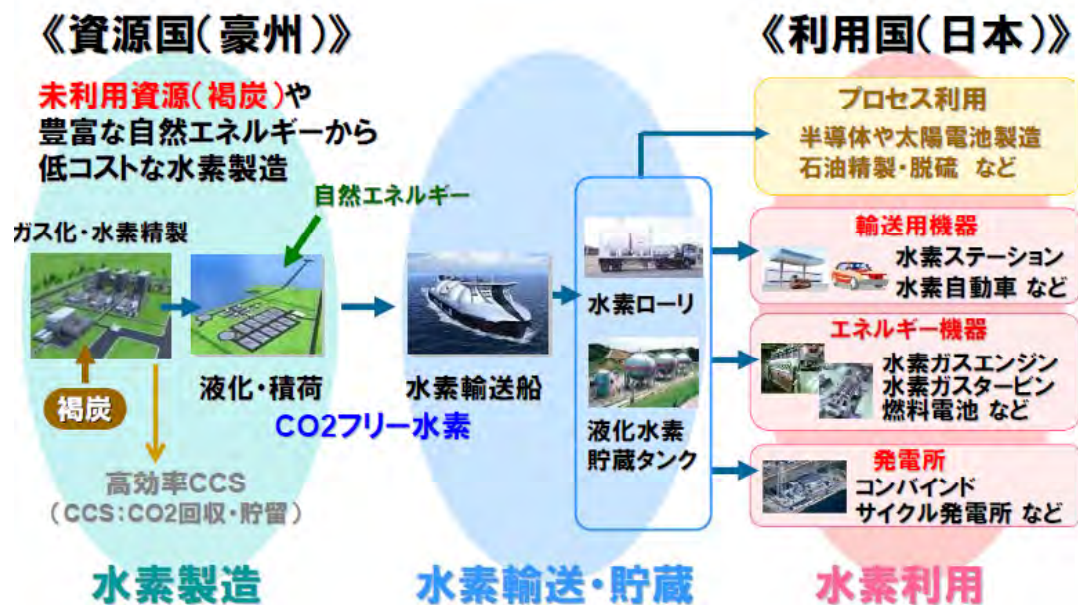 《資源国(豪州)》
未利用資源(褐炭)や
豊富な自然エネルギーから
低コストな水素製造
自然エネルギー
ガス化・水素精製
褐炭
液化・積荷
高効率CCS
(CCS:CO2回収・貯留)
水素製造
水素輸送船
CO2フリー水素
水素ローリ
液化水素
貯蔵タンク
水素輸送・貯蔵
《利用国(日本)》
プロセス利用
半導体や太陽電池製造
石油精製・脱硫 など
輸送用機器
水素ステーション
水素自動車 など
エネルギー機器
水素ガスエンジン
水素ガスタービン
燃料電池 など
発電所
コンバインド
サイクル発電所 など
水素利用